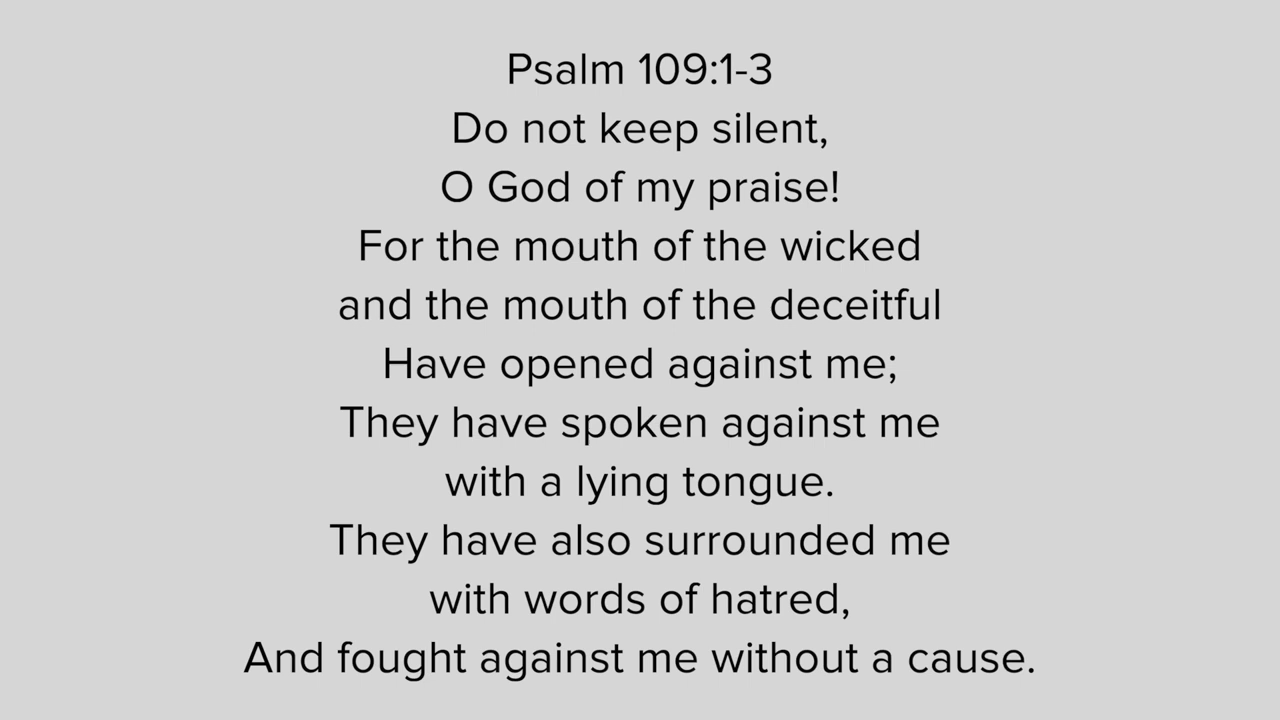 Psalm 109:1-3
Do not keep silent,
O God of my praise!
For the mouth of the wicked
and the mouth of the deceitful
Have opened against me;
They have spoken against me
with a lying tongue.
They have also surrounded me
with words of hatred,
And fought against me without a cause.